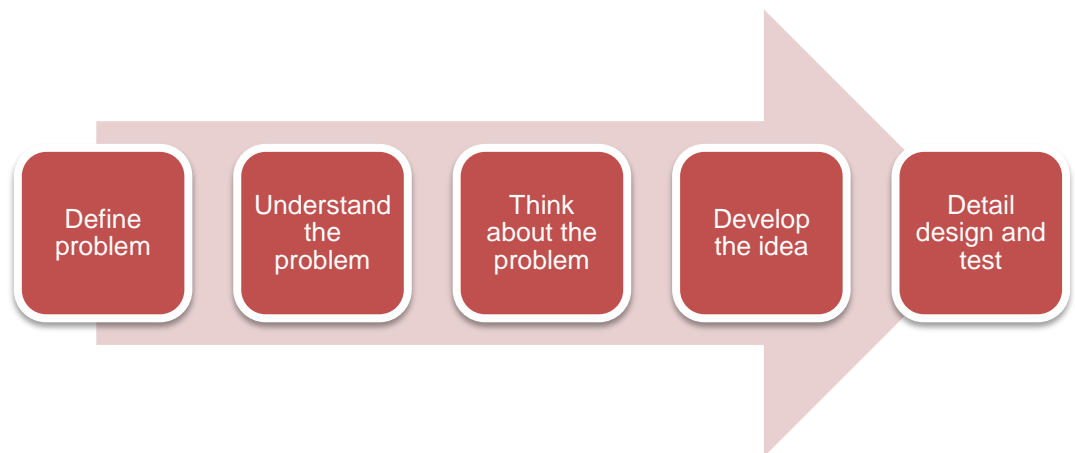 Define
problem
Understand
the
problem
Think
about the
problem
Develop
the idea
Detail
design and
test